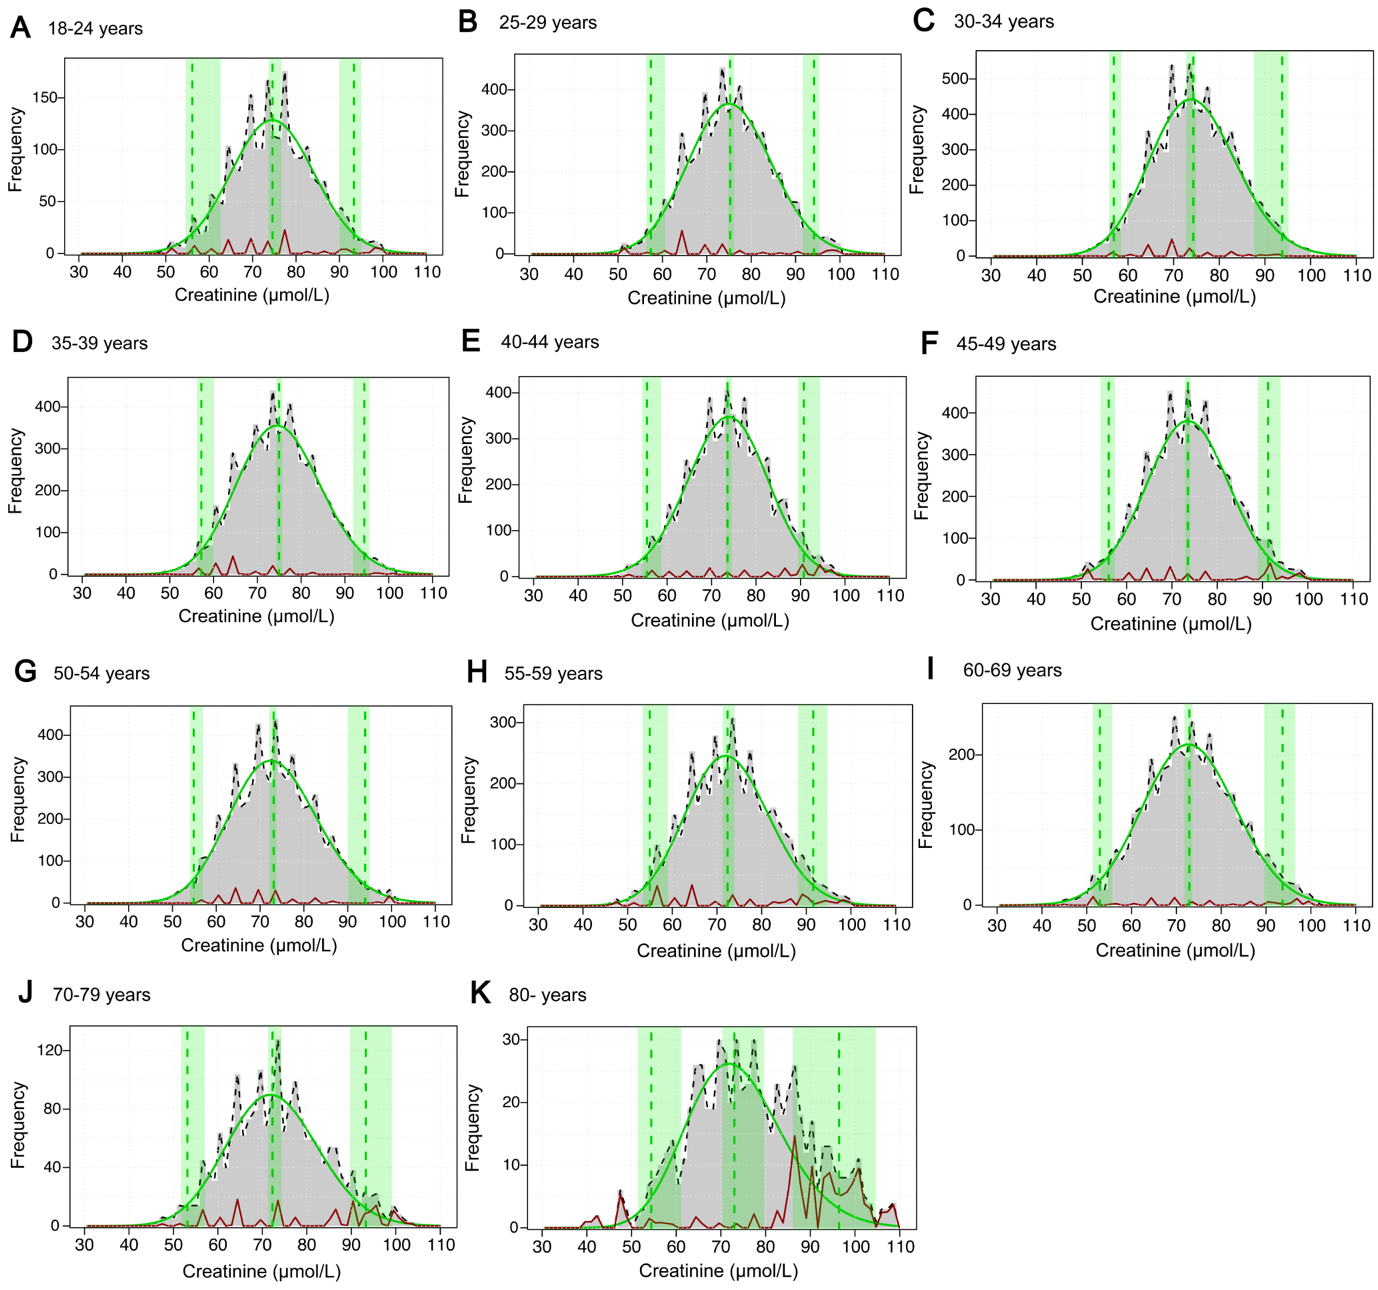 A 18-24 years
B 25-29 years
C 30-34 years
Frequency
150
100
50
0
30 40 50 60 70 80 90 100 110
Creatinine (µmol/L)
Frequency
400
300
200
100
0
30 40 50 60 70 80 90 100 110
Creatinine (µmol/L)
Frequency
500
400
300
200
100
0
30 40 50 60 70 80 90 100 110
Creatinine (µmol/L)
D 35-39 years
E 40-44 years
F 45-49 years
Frequency
400
300
200
100
0
30 40 50 60 70 80 90 100 110
Creatinine (µmol/L)
Frequency
400
300
200
100
0
30 40 50 60 70 80 90 100 110
Creatinine (µmol/L)
Frequency
400
300
200
100
0
30 40 50 60 70 80 90 100 110
Creatinine (µmol/L)
G 50-54 years
H 55-59 years
I 60-69 years
Frequency
400
300
200
100
0
30 40 50 60 70 80 90 100 110
Creatinine (µmol/L)
Frequency
300
200
100
0
30 40 50 60 70 80 90 100 110
Creatinine (µmol/L)
Frequency
200
100
0
30 40 50 60 70 80 90 100 110
Creatinine (µmol/L)
J 70-79 years
K 80- years
Frequency
120
80
40
0
30 40 50 60 70 80 90 100 110
Creatinine (µmol/L)
Frequency
30
20
10
0
30 40 50 60 70 80 90 100 110
Creatinine (µmol/L)